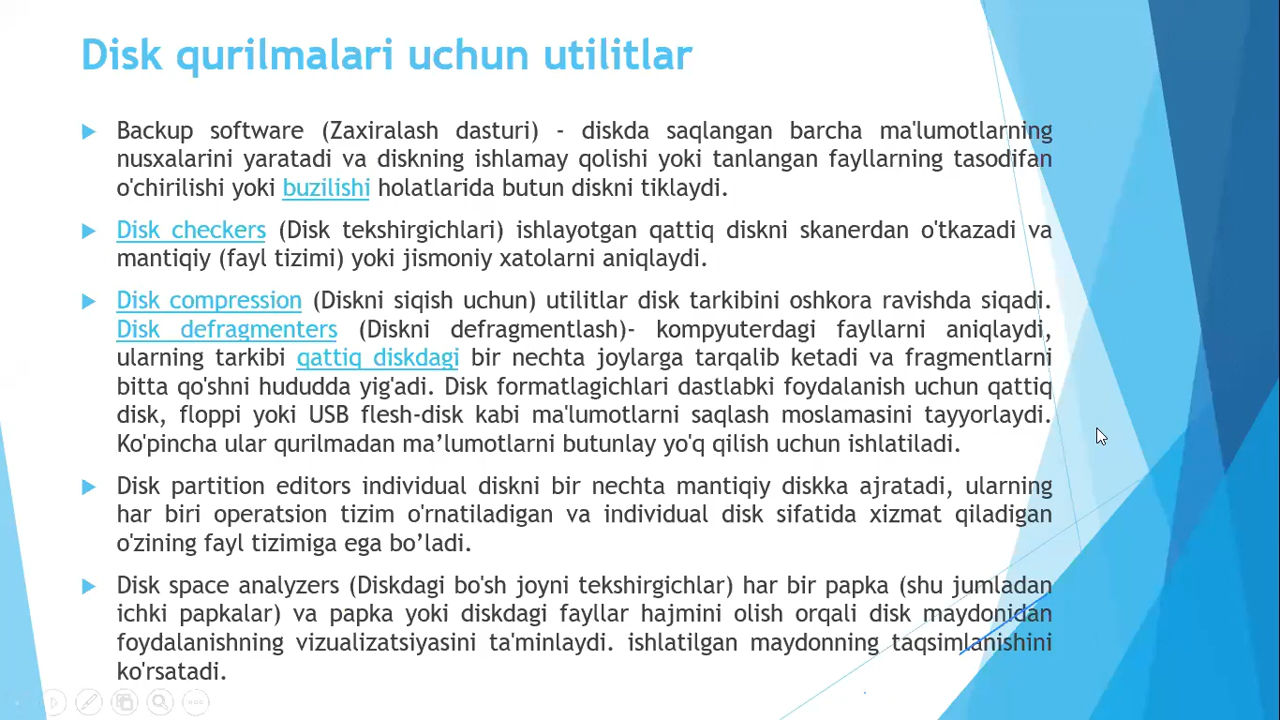 Disk qurilmalari uchun utilitlar
Backup software (Zaxiralash dasturi) - diskda saqlangan barcha ma'lumotlarning
nusxalarini yaratadi va diskning ishlamay qolishi yoki tanlangan fayllarning tasodifan
o'chirilishi yoki buzilishi holatlarida butun diskni tiklaydi.
Disk checkers (Disk tekshirgichlari) ishlayotgan qattiq diskni skanerdan o'tkazadi va
mantiqiy (fayl tizimi) yoki jismoniy xatolarni aniqlaydi.
Disk compression (Diskni siqish uchun) utilitlar disk tarkibini oshkora ravishda siqadi.
Disk defragmenters (Diskni defragmentlash)- kompyuterdagi fayllarni aniqlaydi,
ularning tarkibi qattiq diskdagi bir nechta joylarga tarqalib ketadi va fragmentlarni
bitta qo'shni hududda yig'adi. Disk formatlagichlari dastlabki foydalanish uchun qattiq
disk, floppi yoki USB flesh-disk kabi ma'lumotlarni saqlash moslamasini tayyorlaydi.
Ko'pincha ular qurilmadan ma’lumotlarni butunlay yo'q qilish uchun ishlatiladi.
Disk partition editors individual diskni bir nechta mantiqiy diskka ajratadi, ularning
har biri operatsion tizim o'rnatiladigan va individual disk sifatida xizmat qiladigan
o'zining fayl tizimiga ega bo’ladi.
Disk space analyzers (Diskdagi bo'sh joyni tekshirgichlar) har bir papka (shu jumladan
ichki papkalar) va papka yoki diskdagi fayllar hajmini olish orqali disk maydonidan
foydalanishning vizualizatsiyasini ta'minlaydi. ishlatilgan maydonning taqsimlanishini
ko'rsatadi.